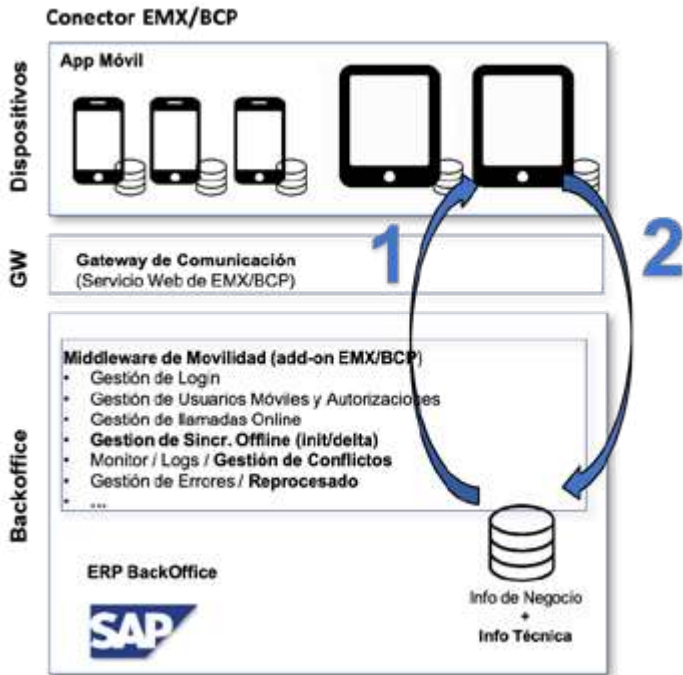 Conector EMX/BCP
Dispositivos
App Móvil
1
2
GW
Gateway de Comunicación
(Servicio Web de EMX/BCP)
Backoffice
Middleware de Movilidad (add-on EMX/BCP)
• Gestión de Login
• Gestión de Usuarios Móviles y Autorizaciones
• Gestión de llamadas Online
• Gestion de Sincr. Offline (init/delta)
• Monitor / Logs / Gestión de Conflictos
• Gestión de Errores / Reprocesado
• ...
ERP BackOffice
SAP
Info de Negocio
+
Info Técnica